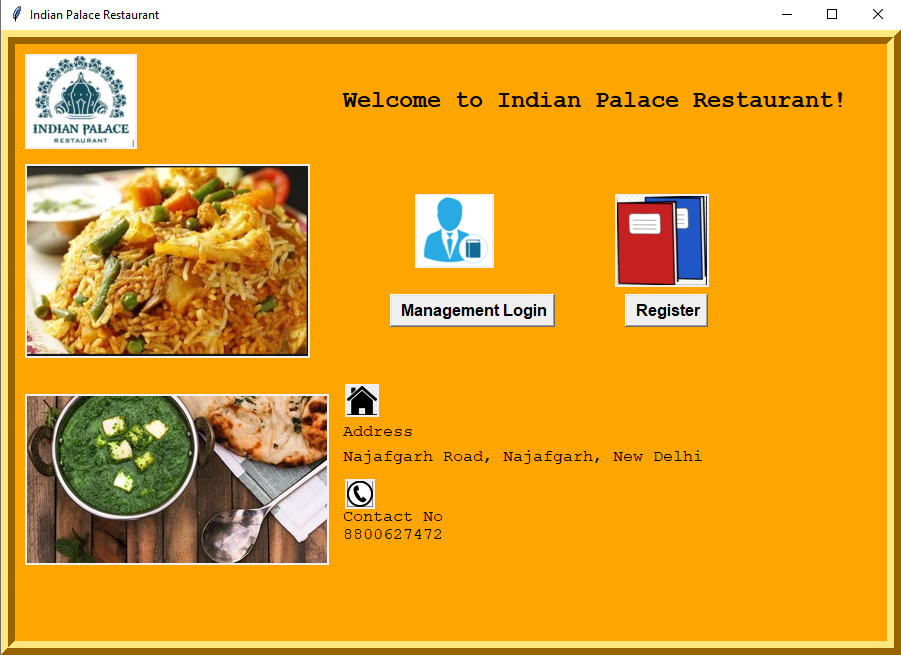 Indian Palace Restaurant
INDIAN PALACE
RESTAURANT
Welcome to Indian Palace Restaurant!
Management Login
Register
Address
Najafgarh Road, Najafgarh, New Delhi
Contact No
8800627472